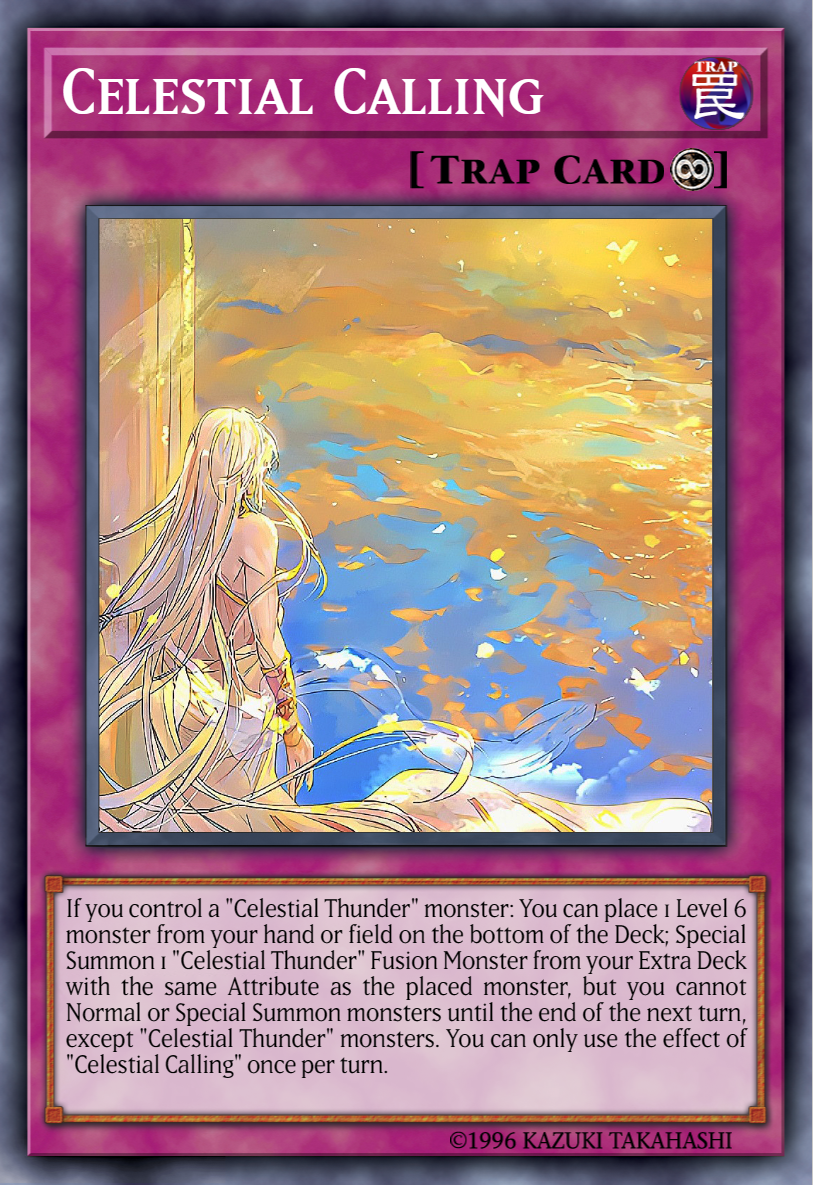 Celestial Calling
TRAP
罠
[Trap Card]
If you control a "Celestial Thunder" monster: You can place 1 Level 6
monster from your hand or field on the bottom of the Deck; Special
Summon 1 "Celestial Thunder" Fusion Monster from your Extra Deck
with the same Attribute as the placed monster, but you cannot
Normal or Special Summon monsters until the end of the next turn,
except "Celestial Thunder" monsters. You can only use the effect of
"Celestial Calling" once per turn.
©1996 KAZUKI TAKAHASHI